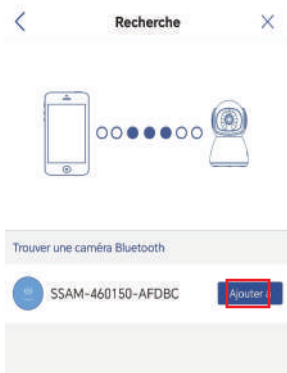 Recherche
Trouver une caméra Bluetooth
SSAM-460150-AFDBC
Ajouter à